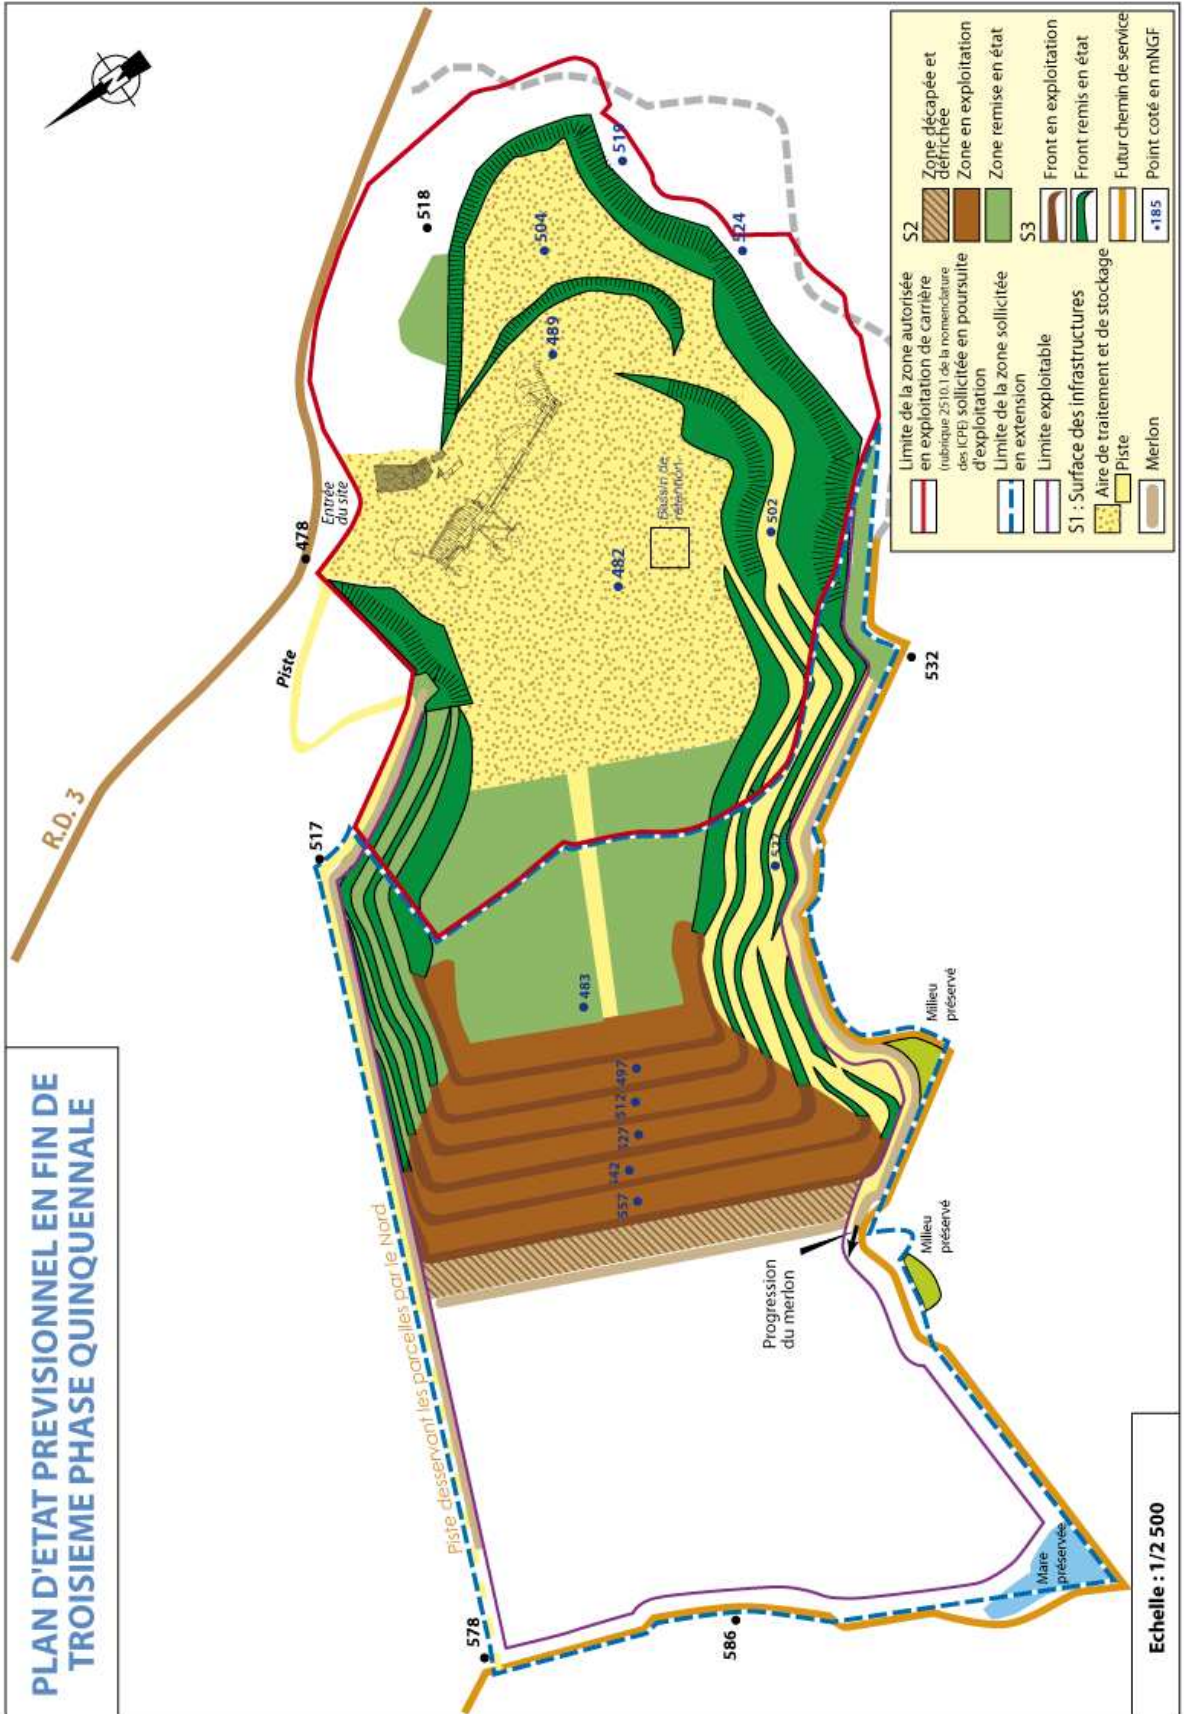 PLAN D'ETAT PREVISIONNEL EN FIN DE
TROISIEME PHASE QUINQUENNALE
N
R.D. 3
Piste
Entrée
du site
478
517
518
519
504
489
524
502
482
Bassin de
rétention
532
527
483
497
512
527
542
557
Piste desservant les parcelles par le Nord
Progression
du merlon
Milieu
préservé
Milieu
préservé
Mare
préservée
578
586
Echelle : 1/2 500
Limite de la zone autorisée
en exploitation de carrière
(rubrique 2510.1 de la nomenclature
des ICPE) sollicitée en poursuite
d'exploitation
Limite de la zone sollicitée
en extension
Limite exploitable
S1 : Surface des infrastructures
Aire de traitement et de stockage
Piste
Merlon
S2
Zone décapée et
défrichée
Zone en exploitation
Zone remise en état
S3
Front en exploitation
Front remis en état
Futur chemin de service
+185
Point coté en mNGF